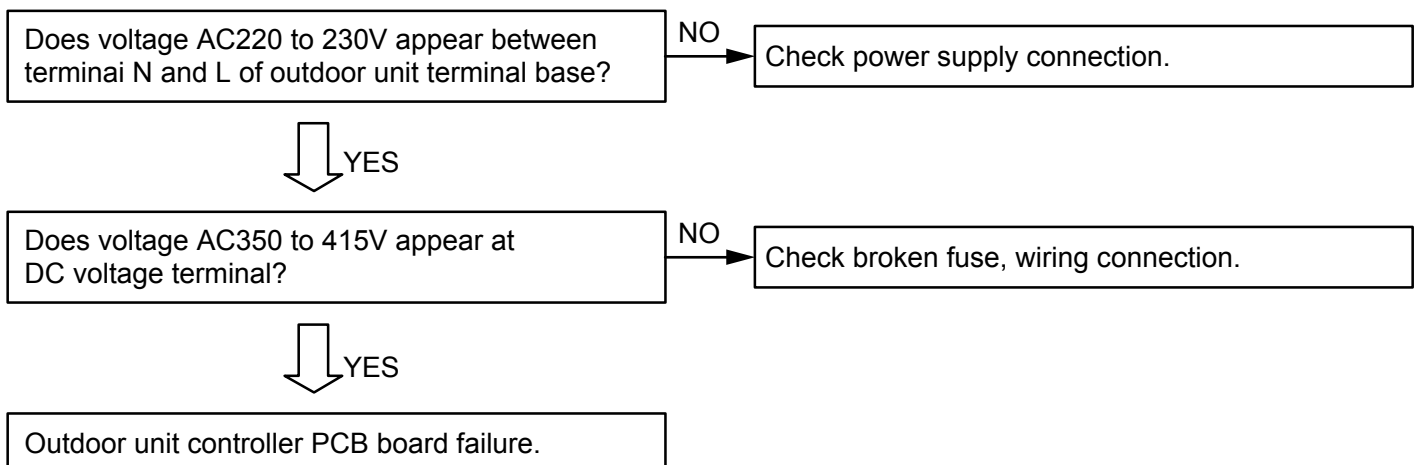 Does voltage AC220 to 230V appear between
terminai N and L of outdoor unit terminal base?
NO
Check power supply connection.
YES
Does voltage AC350 to 415V appear at
DC voltage terminal?
NO
Check broken fuse, wiring connection.
YES
Outdoor unit controller PCB board failure.